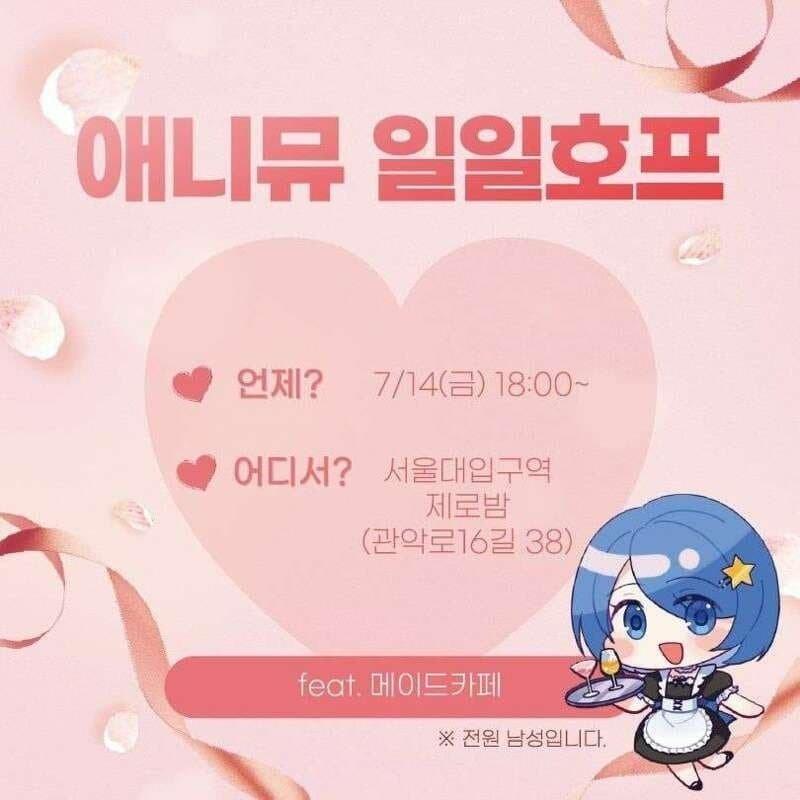 애니뮤 일일호프
언제? 7/14(금) 18:00~
어디서? 서울대입구역
제로밤
(관악로16길 38)
feat. 메이드카페
※ 전원 남성입니다.